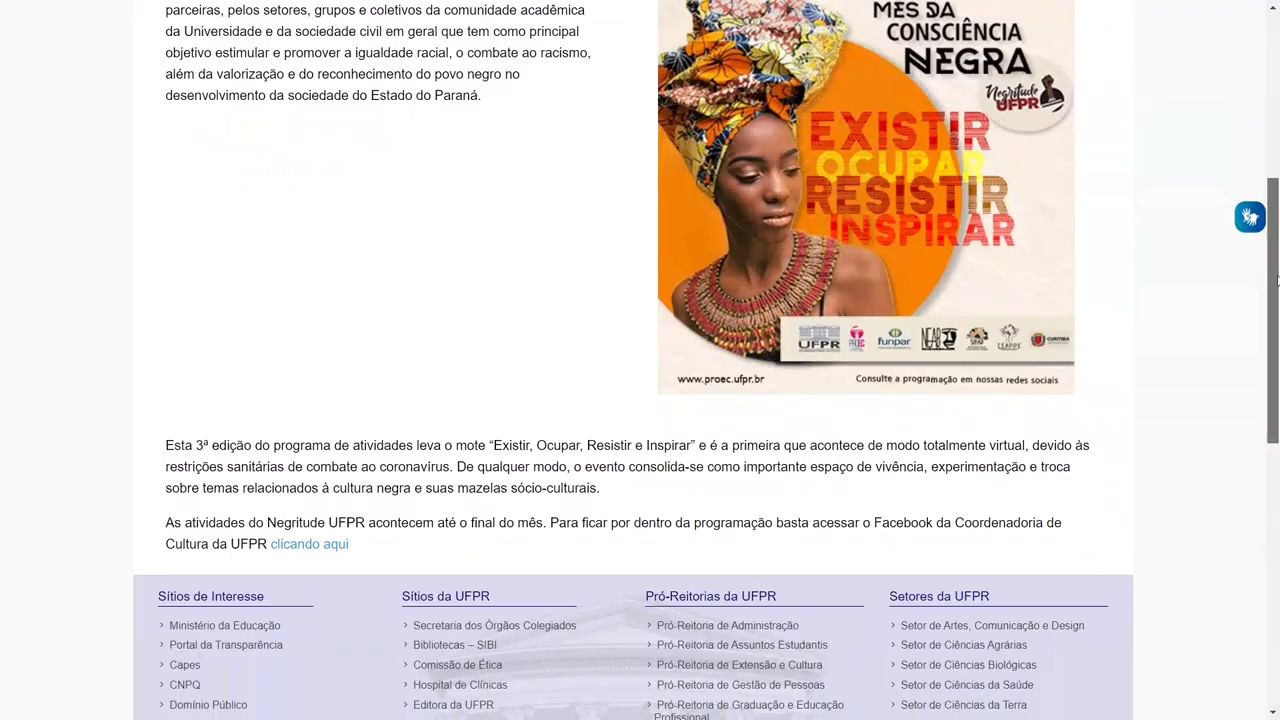 parceiras, pelos setores, grupos e coletivos da comunidade acadêmica
da Universidade e da sociedade civil em geral que tem como principal
objetivo estimular e promover a igualdade racial, o combate ao racismo,
além da valorização e do reconhecimento do povo negro no
desenvolvimento da sociedade do Estado do Paraná.
MÊS DA
CONSCIÊNCIA
NEGRA
Negritude
UFPR
EXISTIR
OCUPAR
RESISTIR
INSPIRAR
UFPR
PROEC
funpar
NEAB
SIPAD
CEAPPE
CURITIBA
www.proec.ufpr.br
Consulte a programação em nossas redes sociais
Esta 3ª edição do programa de atividades leva o mote “Existir, Ocupar, Resistir e Inspirar” e é a primeira que acontece de modo totalmente virtual, devido às
restrições sanitárias de combate ao coronavírus. De qualquer modo, o evento consolida-se como importante espaço de vivência, experimentação e troca
sobre temas relacionados à cultura negra e suas mazelas sócio-culturais.
As atividades do Negritude UFPR acontecem até o final do mês. Para ficar por dentro da programação basta acessar o Facebook da Coordenadoria de
Cultura da UFPR clicando aqui
Sítios de Interesse
Ministério da Educação
Portal da Transparência
Capes
CNPQ
Domínio Público
Sítios da UFPR
Secretaria dos Órgãos Colegiados
Bibliotecas – SIBI
Comissão de Ética
Hospital de Clínicas
Editora da UFPR
Pró-Reitorias da UFPR
Pró-Reitoria de Administração
Pró-Reitoria de Assuntos Estudantis
Pró-Reitoria de Extensão e Cultura
Pró-Reitoria de Gestão de Pessoas
Pró-Reitoria de Graduação e Educação
Profissional
Setores da UFPR
Setor de Artes, Comunicação e Design
Setor de Ciências Agrárias
Setor de Ciências Biológicas
Setor de Ciências da Saúde
Setor de Ciências da Terra